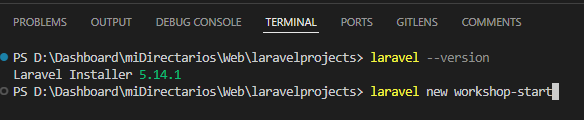 PROBLEMS OUTPUT DEBUG CONSOLE TERMINAL PORTS GITLENS COMMENTS
PS D:\Dashboard\miDirectarios\Web\laravelprojects> laravel --version
Laravel Installer 5.14.1
PS D:\Dashboard\miDirectarios\Web\laravelprojects> laravel new workshop-start